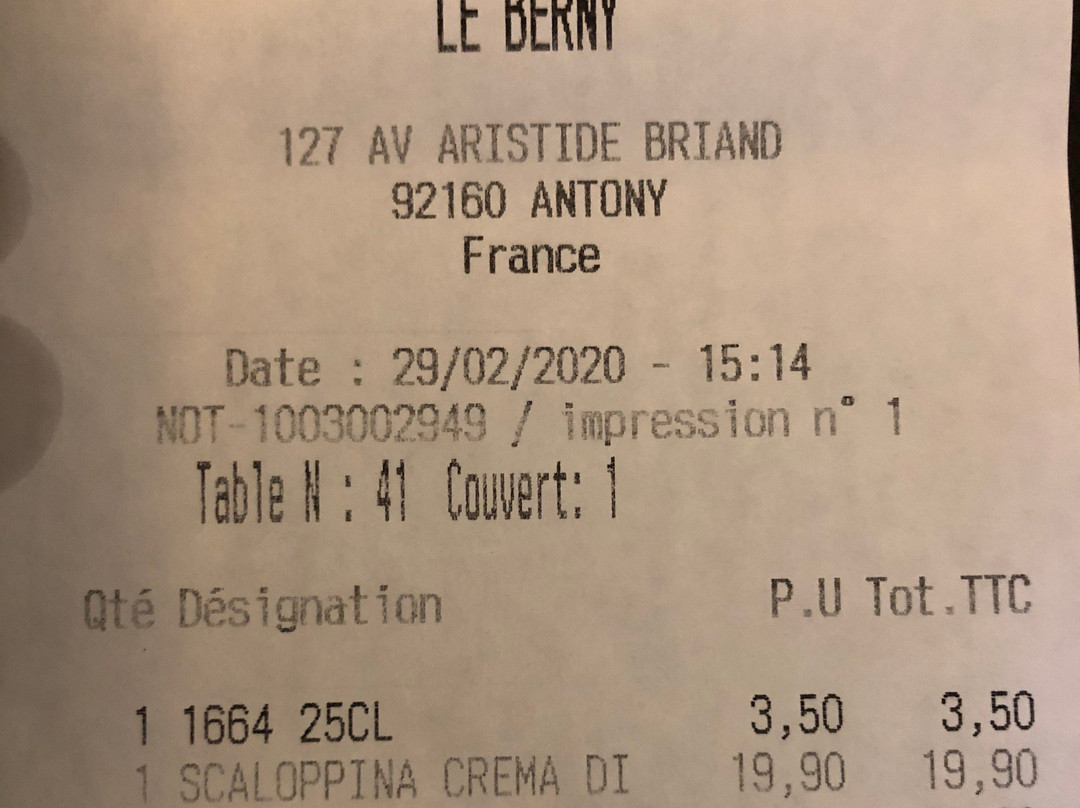 LE BERNY
127 AV ARISTIDE BRIAND
92160 ANTONY
France
Date : 29/02/2020 - 15:14
NOT-1003002949 / impression n° 1
Table N : 41 Couvert: 1
Qté Désignation P.U Tot.TTC
1 1664 25CL 3,50 3,50
1 SCALOPPINA CREMA DI 19,90 19,90